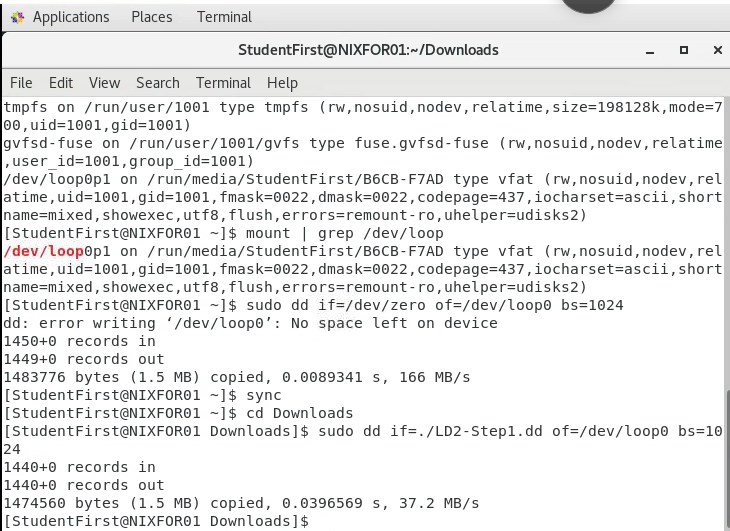 Applications Places Terminal
StudentFirst@NIXFOR01:~/Downloads
File Edit View Search Terminal Help
tmpfs on /run/user/1001 type tmpfs (rw,nosuid,nodev,relatime,size=198128k,mode=7
00,uid=1001,gid=1001)
gvfsd-fuse on /run/user/1001/gvfs type fuse.gvfsd-fuse (rw,nosuid,nodev,relatime
,user_id=1001,group_id=1001)
/dev/loop0p1 on /run/media/StudentFirst/B6CB-F7AD type vfat (rw,nosuid,nodev,rel
atime,uid=1001,gid=1001,fmask=0022,dmask=0022,codepage=437,iocharset=ascii,short
name=mixed,showexec,utf8,flush,errors=remount-ro,uhelper=udisks2)
[StudentFirst@NIXFOR01 ~]$ mount | grep /dev/loop
/dev/loop0p1 on /run/media/StudentFirst/B6CB-F7AD type vfat (rw,nosuid,nodev,rel
atime,uid=1001,gid=1001,fmask=0022,dmask=0022,codepage=437,iocharset=ascii,short
name=mixed,showexec,utf8,flush,errors=remount-ro,uhelper=udisks2)
[StudentFirst@NIXFOR01 ~]$ sudo dd if=/dev/zero of=/dev/loop0 bs=1024
dd: error writing ‘/dev/loop0’: No space left on device
1450+0 records in
1449+0 records out
1483776 bytes (1.5 MB) copied, 0.0089341 s, 166 MB/s
[StudentFirst@NIXFOR01 ~]$ sync
[StudentFirst@NIXFOR01 ~]$ cd Downloads
[StudentFirst@NIXFOR01 Downloads]$ sudo dd if=./LD2-Step1.dd of=/dev/loop0 bs=10
24
1440+0 records in
1440+0 records out
1474560 bytes (1.5 MB) copied, 0.0396569 s, 37.2 MB/s
[StudentFirst@NIXFOR01 Downloads]$